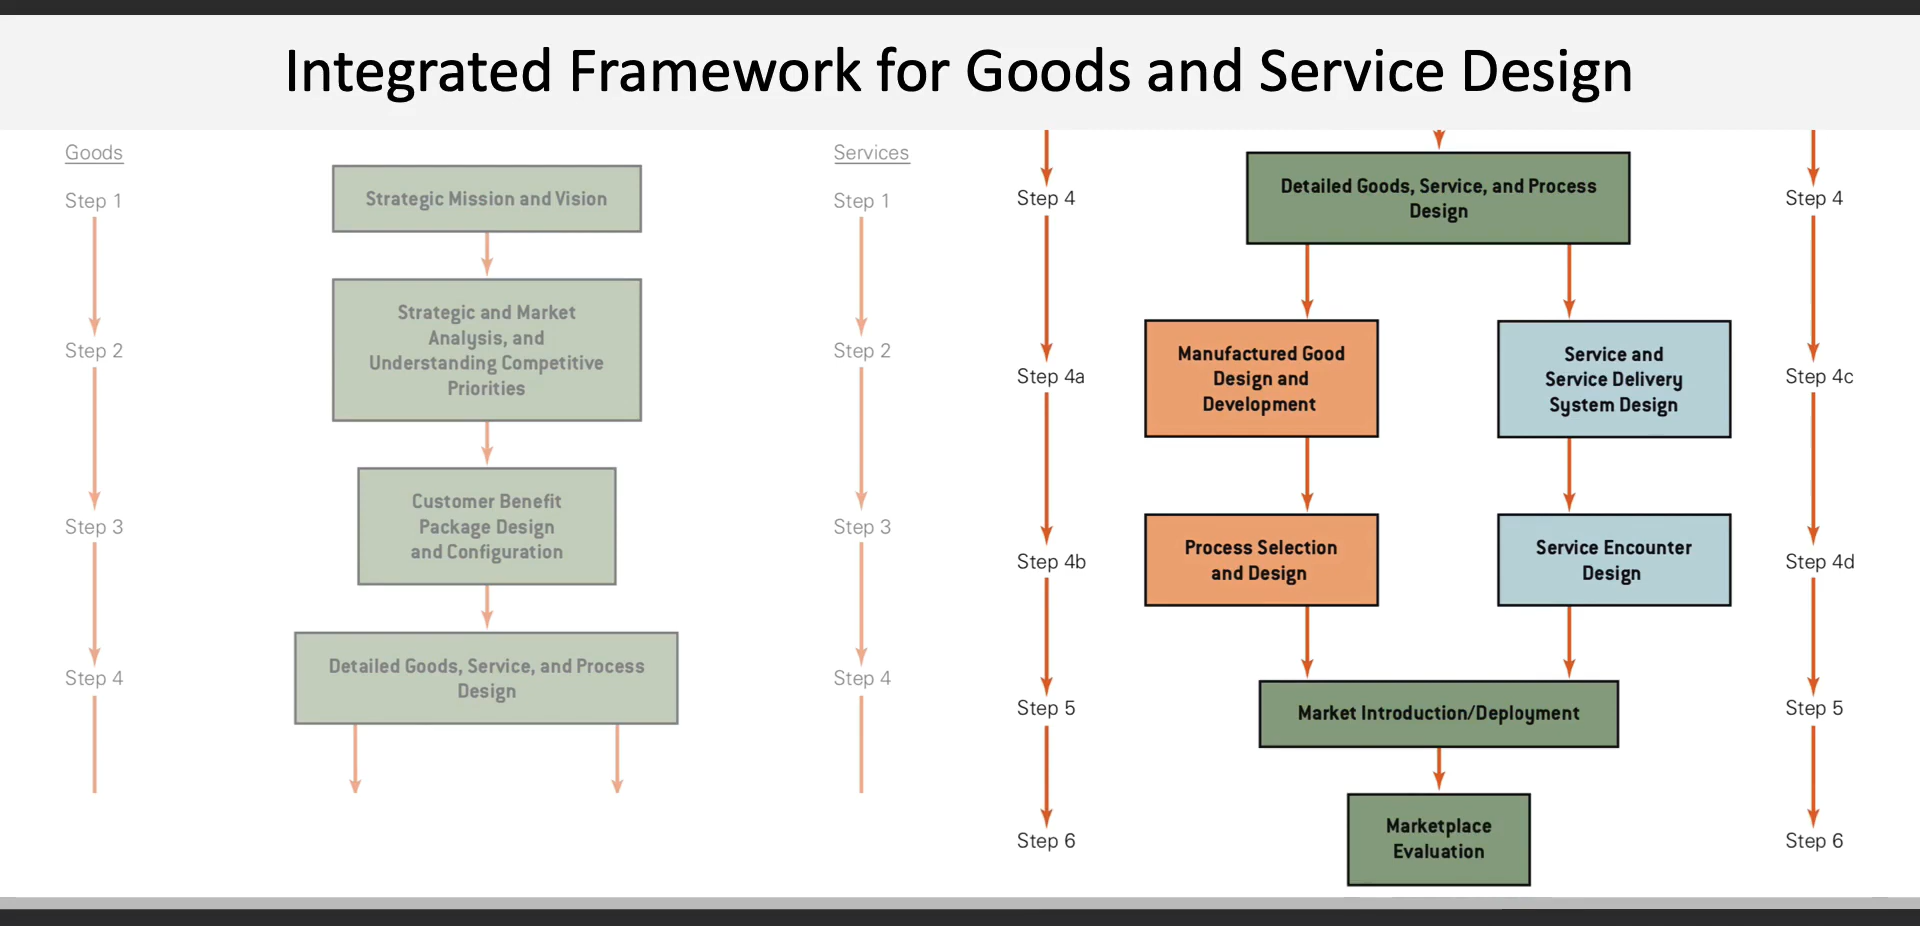 Integrated Framework for Goods and Service Design
Goods
Services
Step 1
Strategic Mission and Vision
Step 1
Step 2
Strategic and Market
Analysis, and
Understanding Competitive
Priorities
Step 2
Step 3
Customer Benefit
Package Design
and Configuration
Step 3
Step 4
Detailed Goods, Service, and Process
Design
Step 4
Step 4
Detailed Goods, Service, and Process
Design
Step 4
Step 4a
Manufactured Good
Design and
Development
Service and
Service Delivery
System Design
Step 4c
Step 4b
Process Selection
and Design
Service Encounter
Design
Step 4d
Step 5
Market Introduction/Deployment
Step 5
Step 6
Marketplace
Evaluation
Step 6